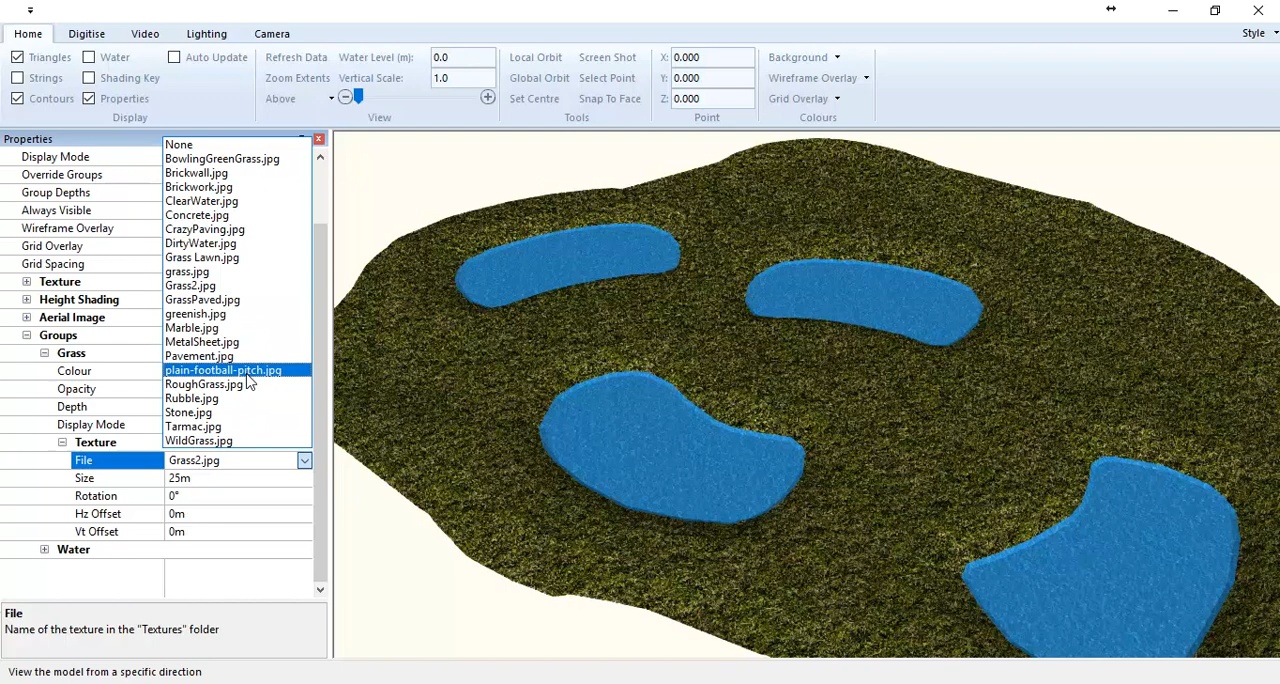 Home Digitise Video Lighting Camera Style
Triangles Water Auto Update Refresh Data Water Level (m): 0.0 Local Orbit Screen Shot X: 0.000 Background
Strings Shading Key Zoom Extents Vertical Scale: 1.0 Global Orbit Select Point Y: 0.000 Wireframe Overlay
Contours Properties Above Set Centre Snap To Face Z: 0.000 Grid Overlay
Display View Tools Point Colours
Properties
Display Mode
Override Groups
Group Depths
Always Visible
Wireframe Overlay
Grid Overlay
Grid Spacing
Texture
Height Shading
Aerial Image
Groups
Grass
Colour
Opacity
Depth
Display Mode
Texture
None
BowlingGreenGrass.jpg
Brickwall.jpg
Brickwork.jpg
ClearWater.jpg
Concrete.jpg
CrazyPaving.jpg
DirtyWater.jpg
Grass Lawn.jpg
grass.jpg
Grass2.jpg
GrassPaved.jpg
greenish.jpg
Marble.jpg
MetalSheet.jpg
Pavement.jpg
plain-football-pitch.jpg
RoughGrass.jpg
Rubble.jpg
Stone.jpg
Tarmac.jpg
WildGrass.jpg
File Grass2.jpg
Size 25m
Rotation 0°
Hz Offset 0m
Vt Offset 0m
Water
File
Name of the texture in the "Textures" folder
View the model from a specific direction